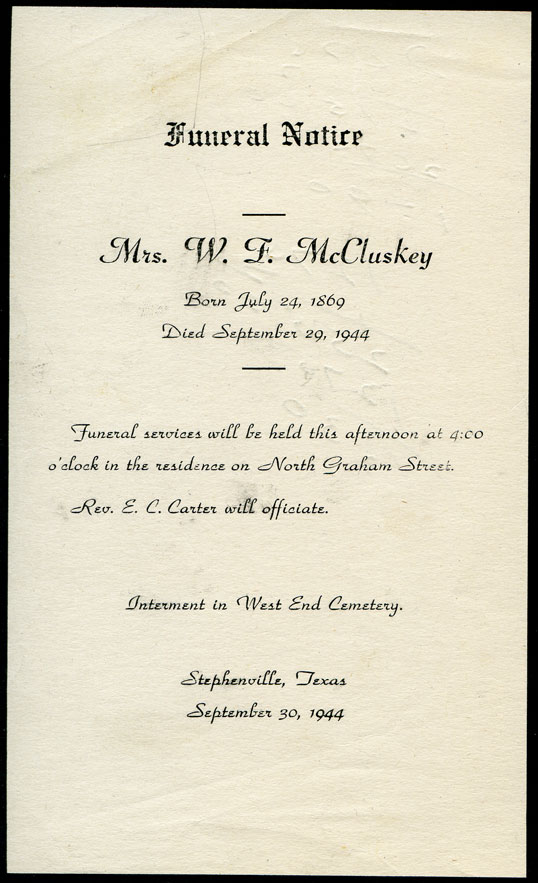 Funeral Notice
Mrs. W. F. McCluskey
Born July 24, 1869
Died September 29, 1944
Funeral services will be held this afternoon at 4:00
o'clock in the residence on North Graham Street.
Rev. E. C. Carter will officiate.
Interment in West End Cemetery.
Stephenville, Texas
September 30, 1944